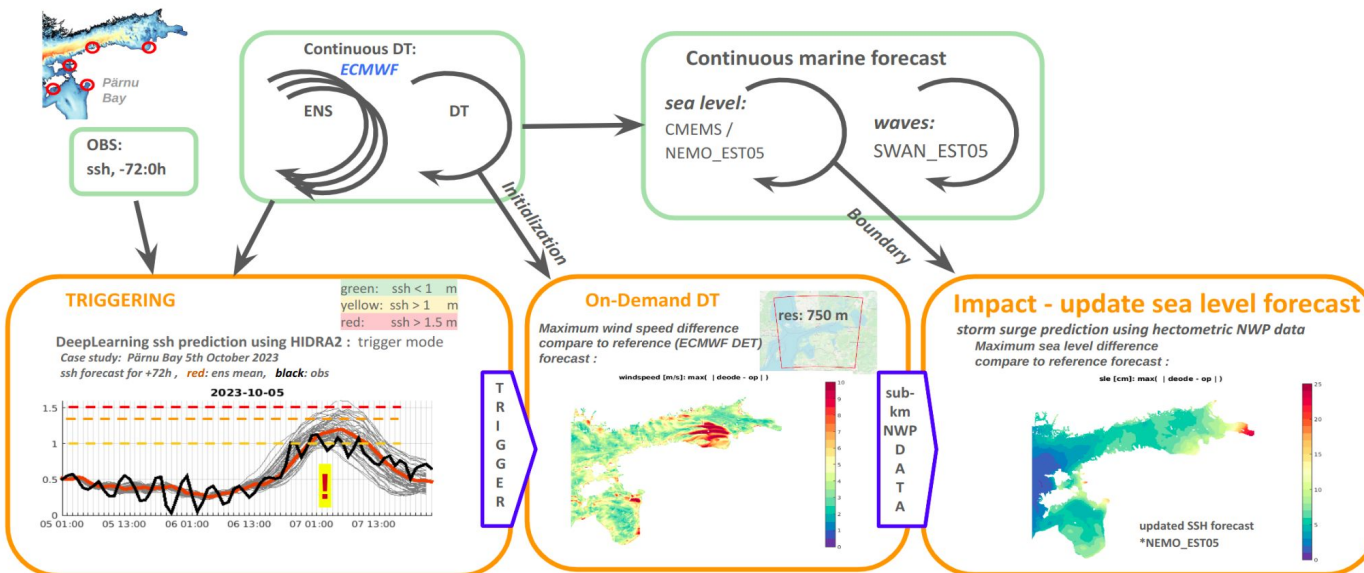 Pärnu
Bay
OBS:
ssh, -72:0h
Continuous DT:
ECMWF
ENS
DT
Continuous marine forecast
sea level:
CMEMS /
NEMO_EST05
waves:
SWAN_EST05
Initialization
Boundary
TRIGGERING
green: ssh < 1 m
yellow: ssh > 1 m
red: ssh > 1.5 m
DeepLearning ssh prediction using HIDRA2 : trigger mode
Case study: Pärnu Bay 5th October 2023
ssh forecast for +72h , red: ens mean, black: obs
2023-10-05
1.5
1
0.5
0
05 01:00 05 13:00 06 01:00 06 13:00 07 01:00 07 13:00
!
T
R
I
G
G
E
R
On-Demand DT
res: 750 m
Maximum wind speed difference
compare to reference (ECMWF DET)
forecast :
windspeed [m/s]: max( | deode - op | )
10
9
8
7
6
5
4
3
2
1
0
sub-
km
NWP
D
A
T
A
Impact - update sea level forecast
storm surge prediction using hectometric NWP data
Maximum sea level difference
compare to reference forecast :
sle [cm]: max( | deode - op | )
25
20
15
10
5
0
updated SSH forecast
*NEMO_EST05